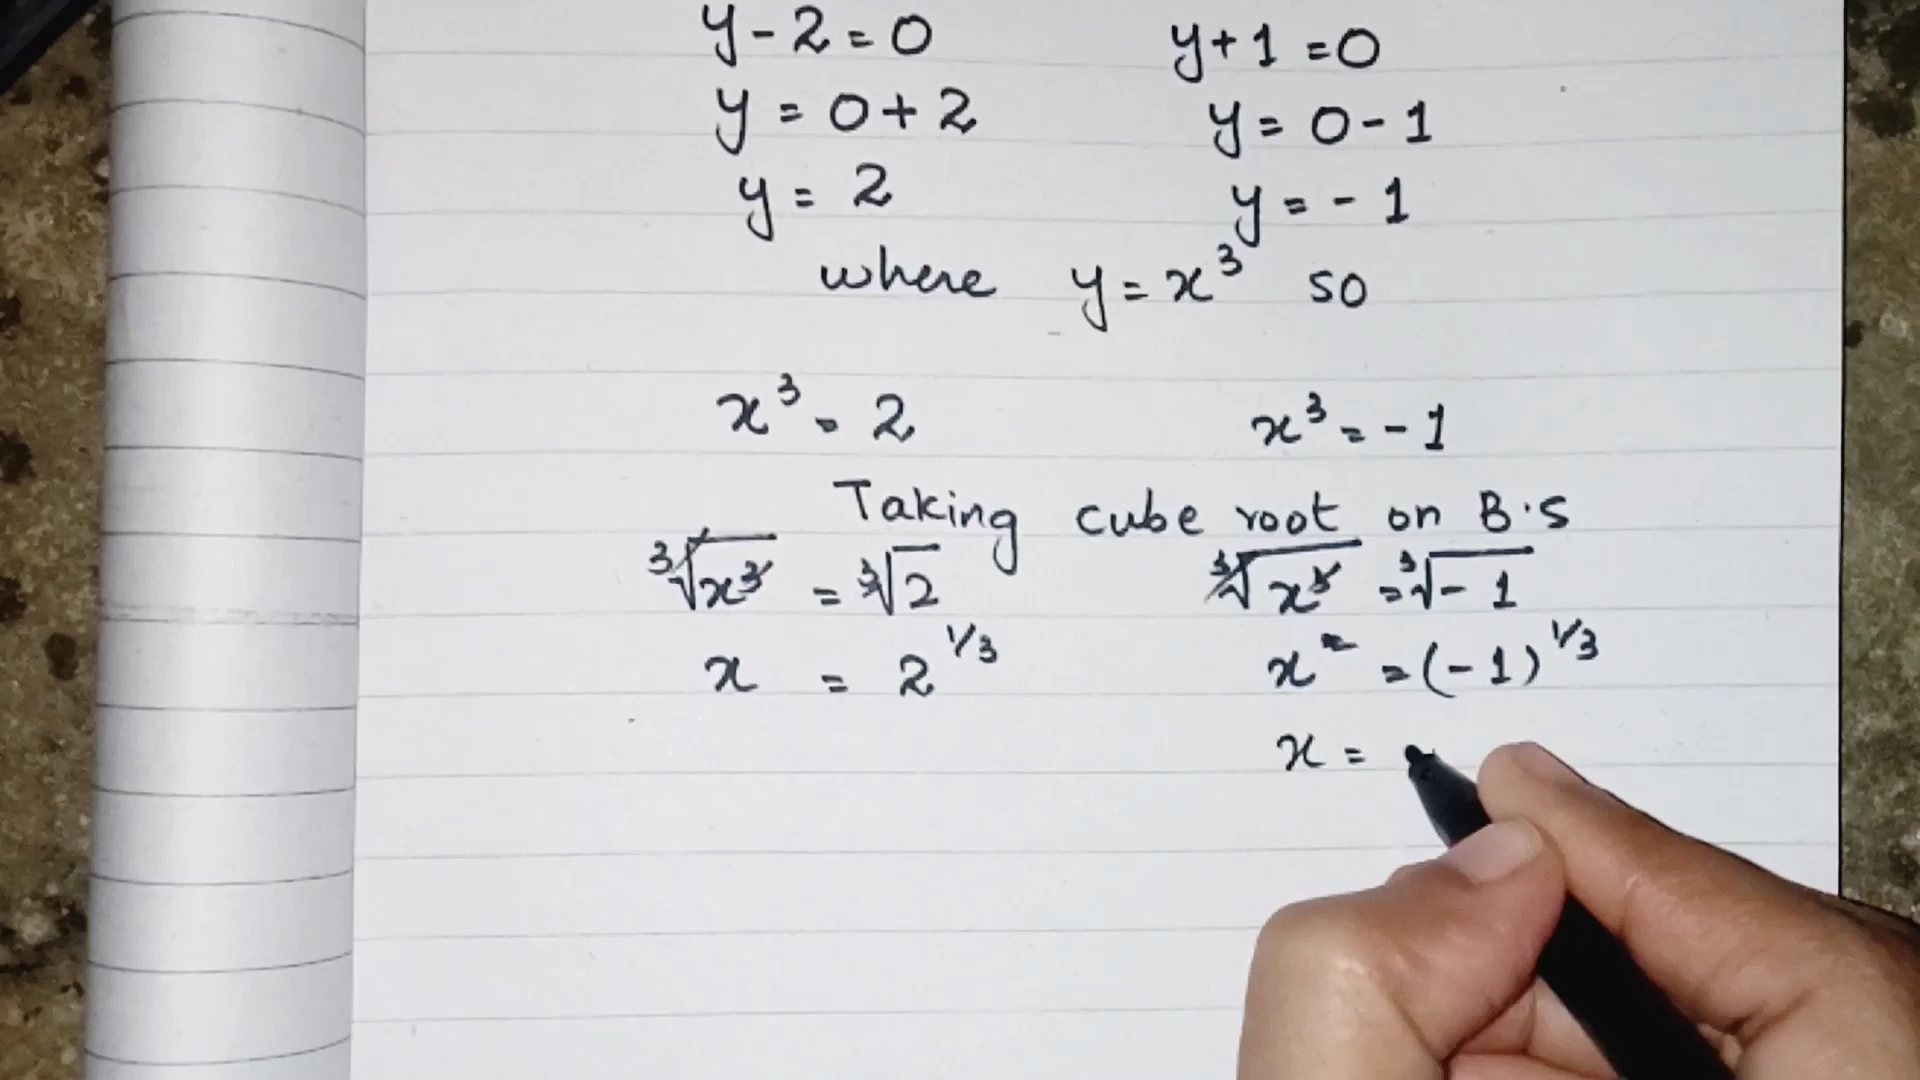 y - 2 = 0 y + 1 = 0
y = 0 + 2 y = 0 - 1
y = 2 y = - 1
where y = x³ so
x³ = 2 x³ = - 1
Taking cube root on B.S
∛x³ = ∛2 ∛x³ = ∛-1
x = 2^1/3 x = (-1)^1/3
x =